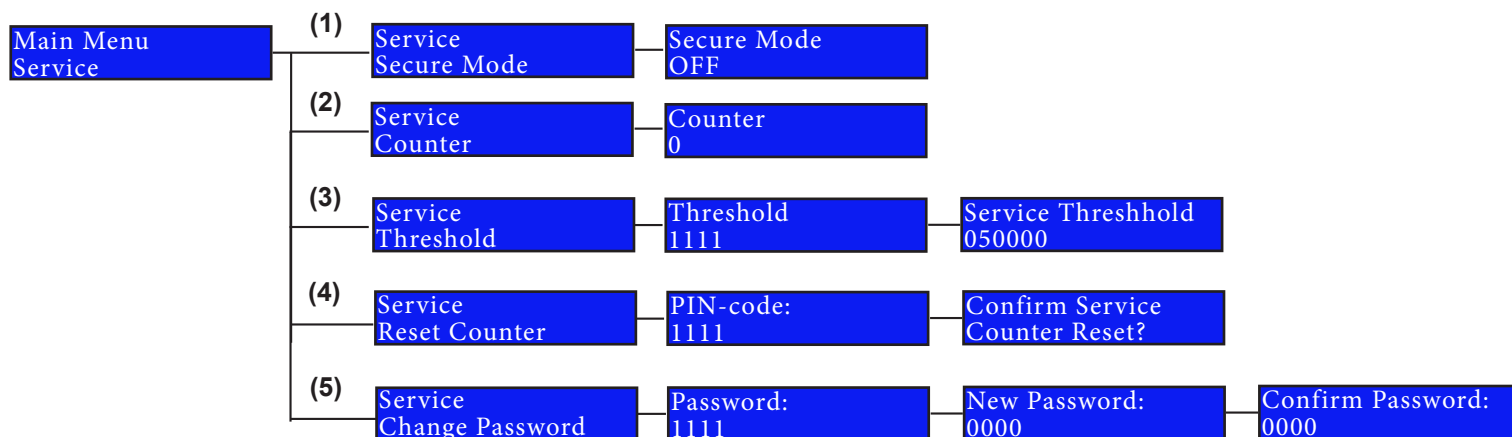 Main Menu
Service
(1)
Service
Secure Mode
Secure Mode
OFF
(2)
Service
Counter
Counter
0
(3)
Service
Threshold
Threshold
1111
Service Threshhold
050000
(4)
Service
Reset Counter
PIN-code:
1111
Confirm Service
Counter Reset?
(5)
Service
Change Password
Password:
1111
New Password:
0000
Confirm Password:
0000